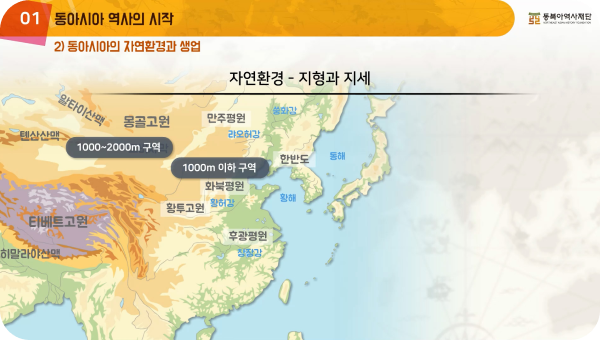 01 동아시아 역사의 시작
동북아역사재단
2) 동아시아의 자연환경과 생업
자연환경 - 지형과 지세
알타이산맥
몽골고원
만주평원
쑹화강
랴오허강
톈산산맥
1000~2000m 구역
1000m 이하 구역
한반도
동해
화북평원
황허강
황해
황투고원
티베트고원
후광평원
창장강
히말라야산맥